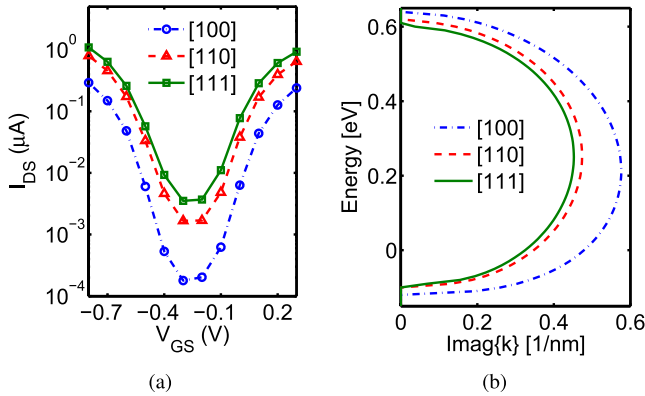 [100]
[110]
[111]
10^0
10^-1
10^-2
10^-3
10^-4
I_DS (μA)
−0.7 −0.4 −0.1 0.2
V_GS (V)
(a)
[100]
[110]
[111]
0.6
0.4
0.2
0
Energy [eV]
0 0.2 0.4 0.6
Imag{k} [1/nm]
(b)